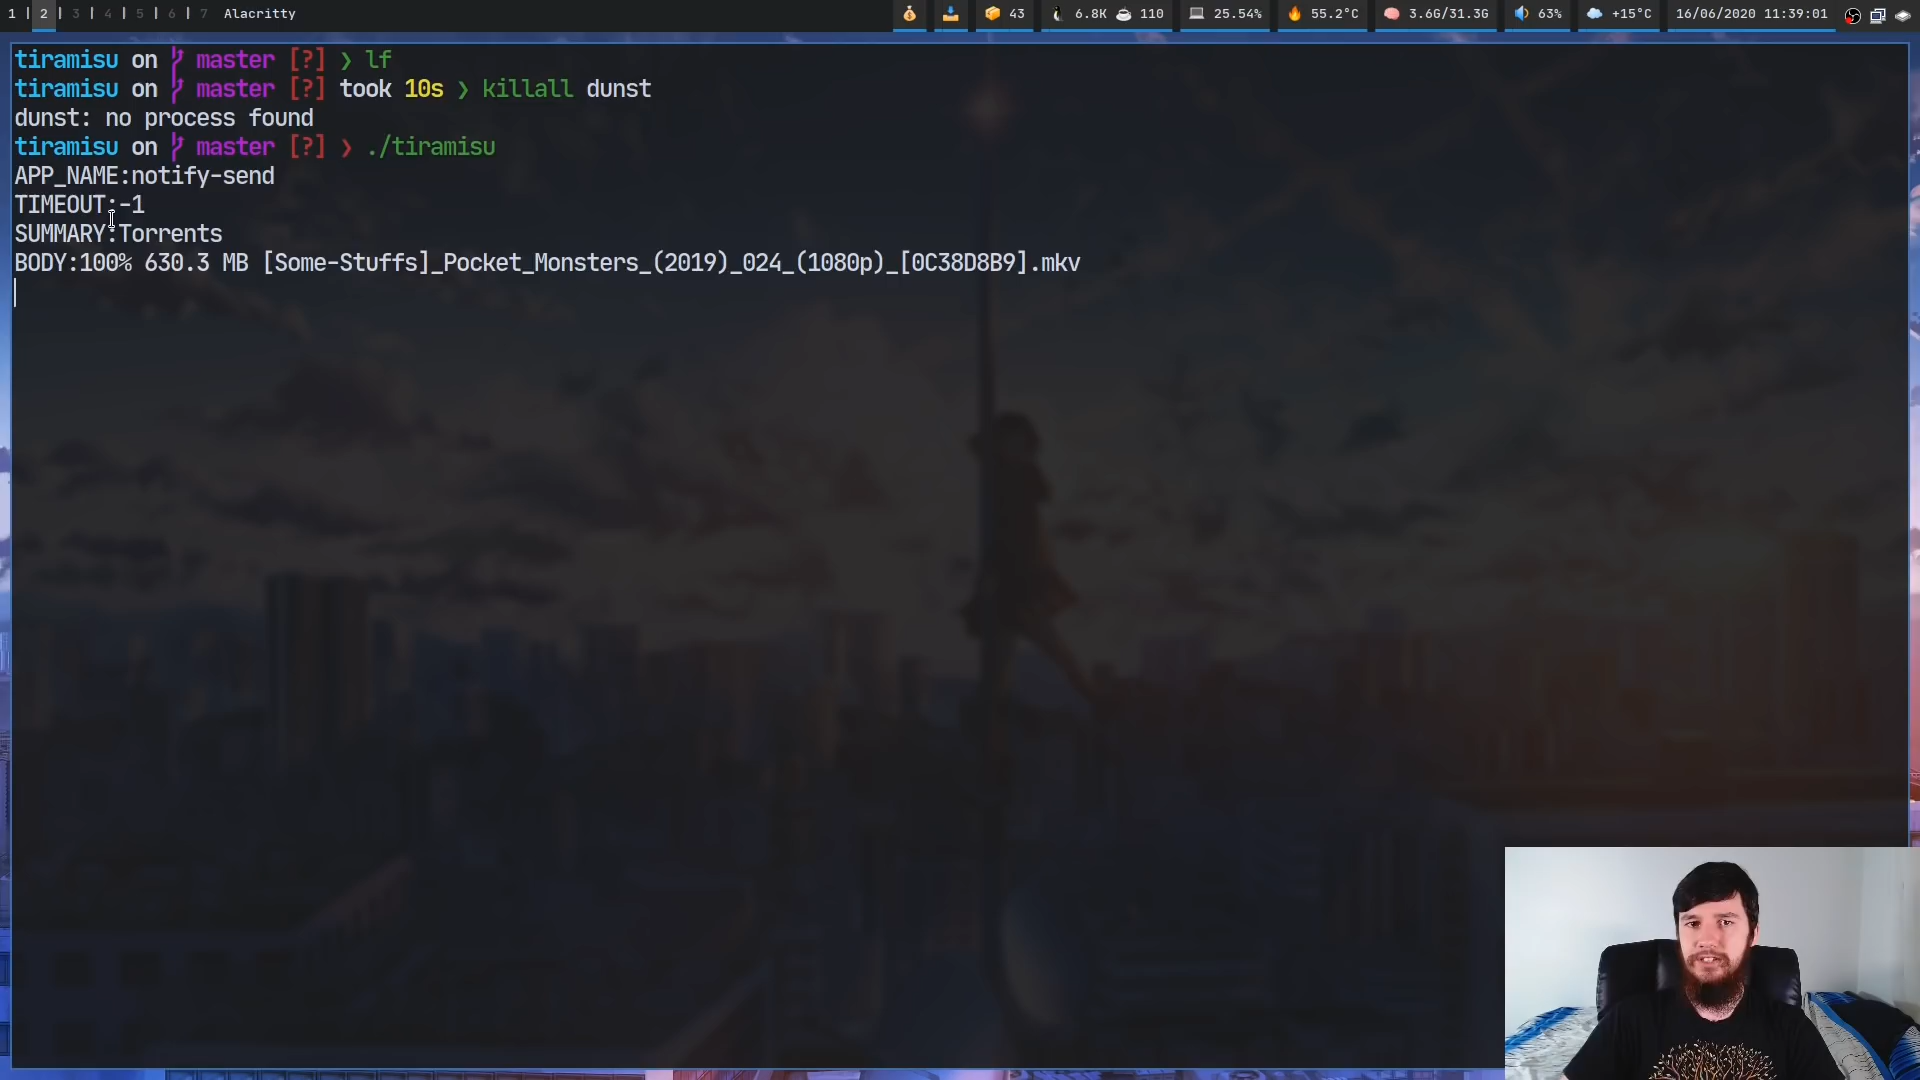 1 | 2 | 3 | 4 | 5 | 6 | 7 Alacritty 43 6.8K 110 25.54% 55.2°C 3.6G/31.3G 63% +15°C 16/06/2020 11:39:01
tiramisu on master [?] ❯ lf
tiramisu on master [?] took 10s ❯ killall dunst
dunst: no process found
tiramisu on master [?] ❯ ./tiramisu
APP_NAME:notify-send
TIMEOUT:-1
SUMMARY:Torrents
BODY:100% 630.3 MB [Some-Stuffs]_Pocket_Monsters_(2019)_024_(1080p)_[0C38D8B9].mkv